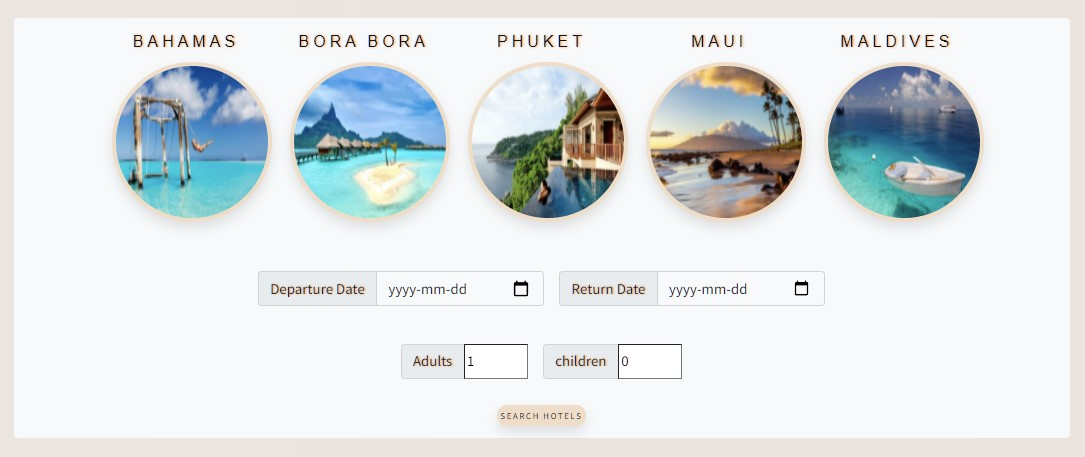 BAHAMAS BORA BORA PHUKET MAUI MALDIVES
Departure Date yyyy-mm-dd Return Date yyyy-mm-dd
Adults 1 children 0
SEARCH HOTELS